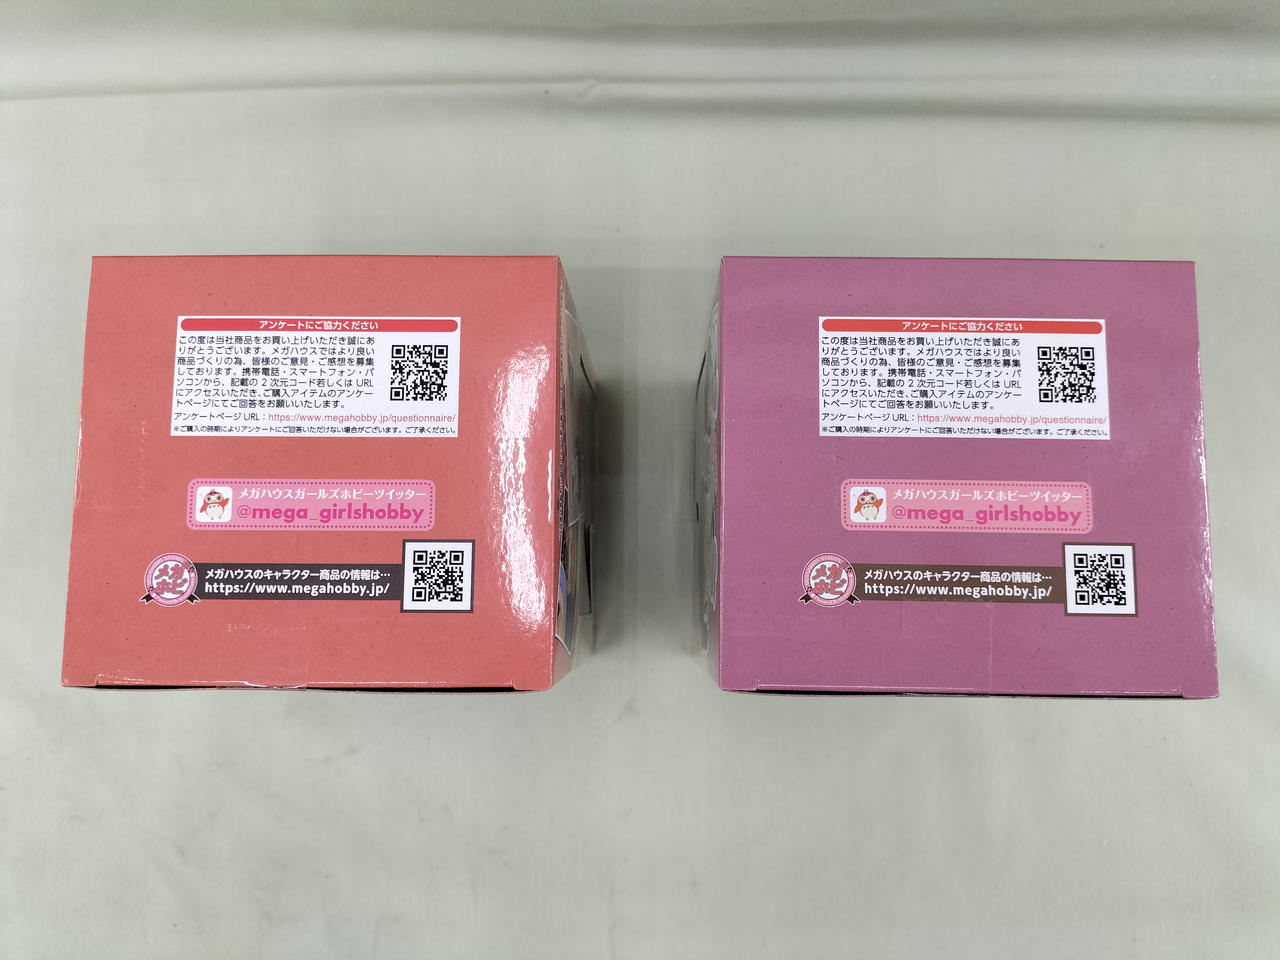 アンケートにご協力ください
この度は当社商品をお買い上げいただき誠にあ
りがとうございます。メガハウスではより良い
商品づくりの為、皆様のご意見・ご感想を募集
しております。携帯電話・スマートフォン・パ
ソコンから、記載の2次元コード若しくはURL
にアクセスいただき、ご購入アイテムのアンケー
トページにてご回答をお願いいたします。
アンケートページURL：https://www.megahobby.jp/questionnaire/
※ご購入の時期によりアンケートにご回答いただけない場合がございます。ご了承ください。
メガハウスガールズホビーツイッター
@mega_girlshobby
メガホビ
メガハウスのキャラクター商品の情報は…
https://www.megahobby.jp/
アンケートにご協力ください
この度は当社商品をお買い上げいただき誠にあ
りがとうございます。メガハウスではより良い
商品づくりの為、皆様のご意見・ご感想を募集
しております。携帯電話・スマートフォン・パ
ソコンから、記載の2次元コード若しくはURL
にアクセスいただき、ご購入アイテムのアンケー
トページにてご回答をお願いいたします。
アンケートページURL：https://www.megahobby.jp/questionnaire/
※ご購入の時期によりアンケートにご回答いただけない場合がございます。ご了承ください。
メガハウスガールズホビーツイッター
@mega_girlshobby
メガホビ
メガハウスのキャラクター商品の情報は…
https://www.megahobby.jp/